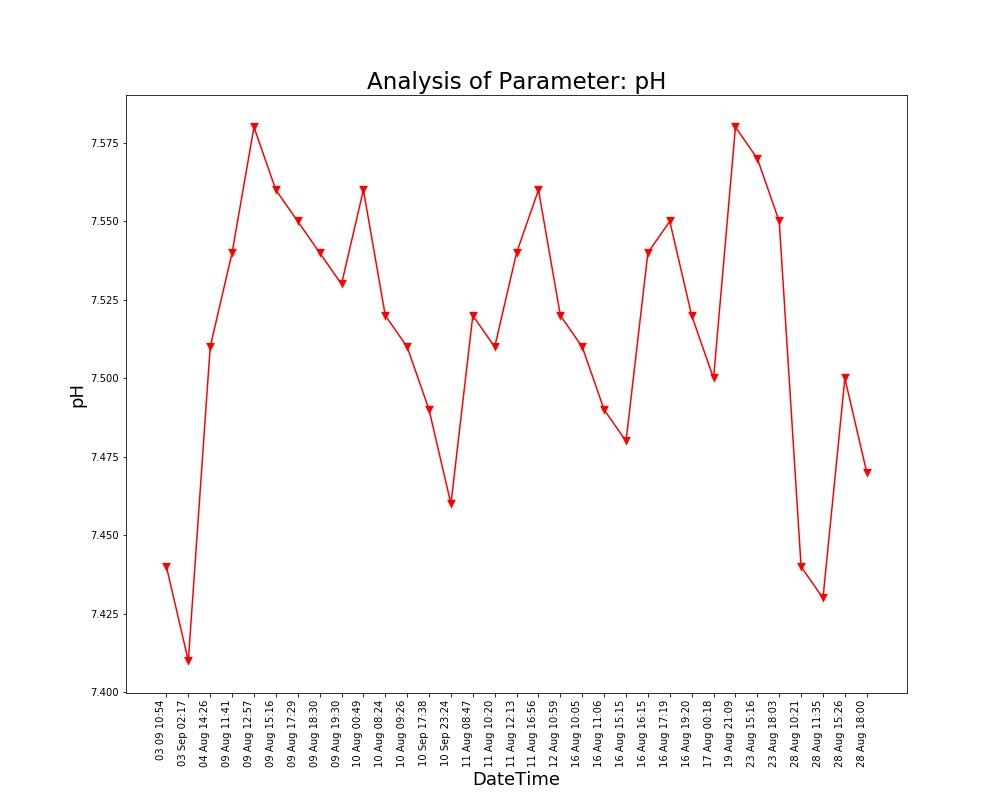 Analysis of Parameter: pH
pH
7.575
7.550
7.525
7.500
7.475
7.450
7.425
7.400
03 09 10:54
03 Sep 02:17
04 Aug 14:26
09 Aug 11:41
09 Aug 12:57
09 Aug 15:16
09 Aug 17:29
09 Aug 18:30
09 Aug 19:30
10 Aug 00:49
10 Aug 08:24
10 Aug 09:26
10 Sep 17:38
10 Sep 23:24
11 Aug 08:47
11 Aug 10:20
11 Aug 12:13
11 Aug 16:56
12 Aug 10:59
16 Aug 10:05
16 Aug 11:06
16 Aug 15:15
16 Aug 16:15
16 Aug 17:19
16 Aug 19:20
17 Aug 00:18
19 Aug 21:09
23 Aug 15:16
23 Aug 18:03
28 Aug 10:21
28 Aug 11:35
28 Aug 15:26
28 Aug 18:00
DateTime